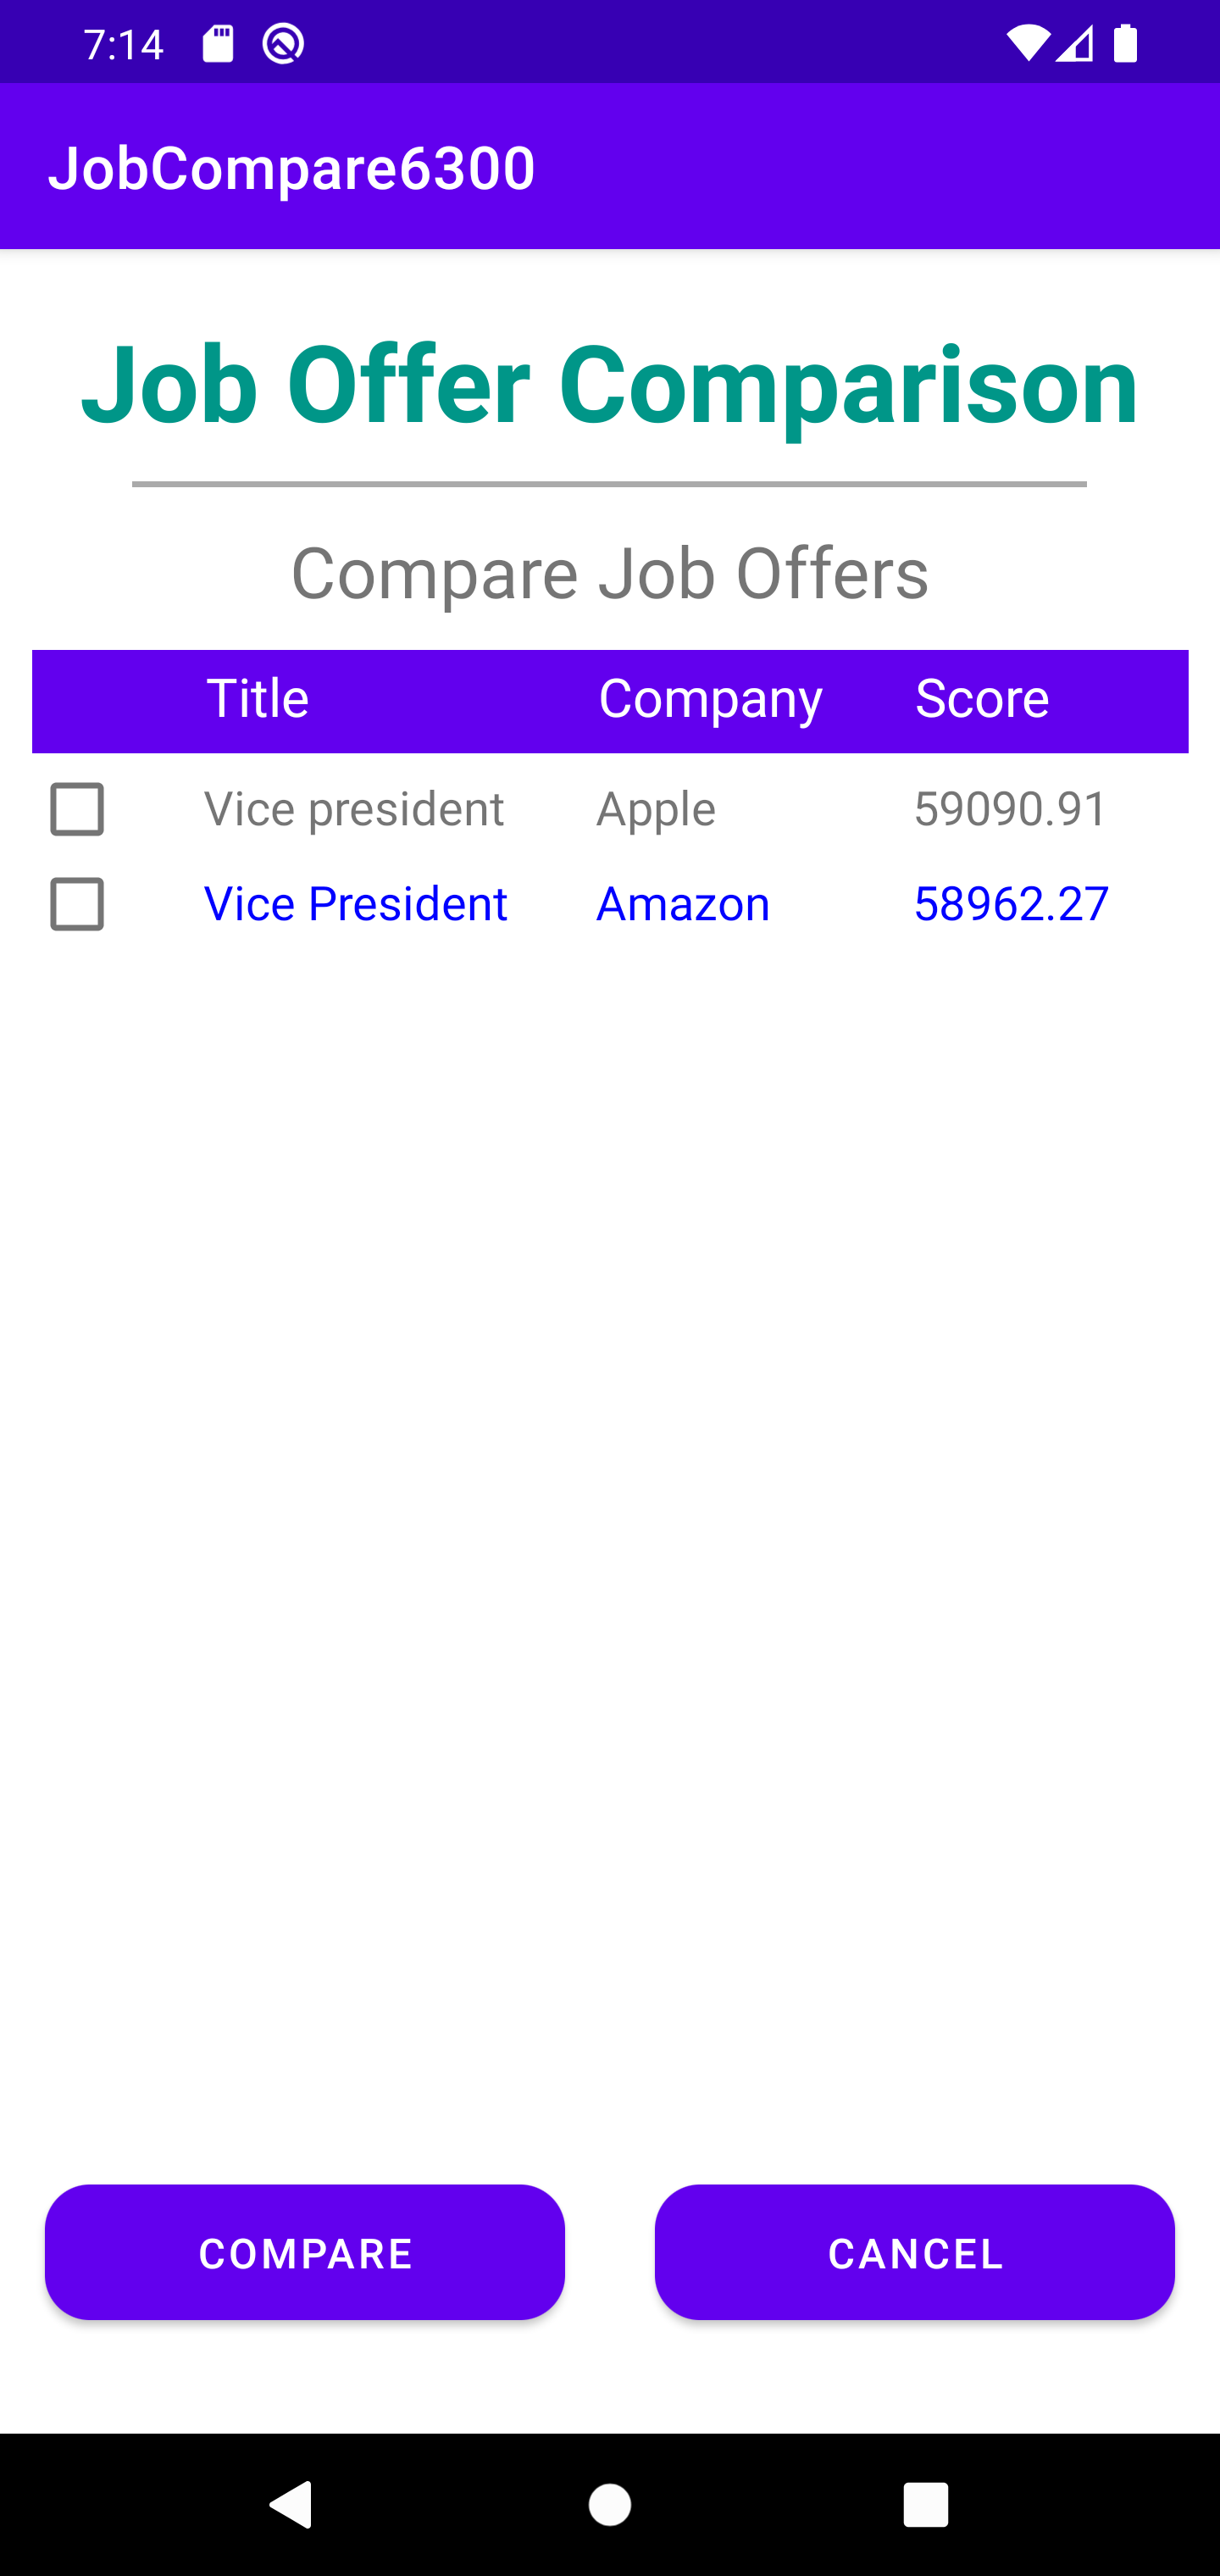 7:14
JobCompare6300
Job Offer Comparison
Compare Job Offers
Title Company Score
Vice president Apple 59090.91
Vice President Amazon 58962.27
COMPARE CANCEL